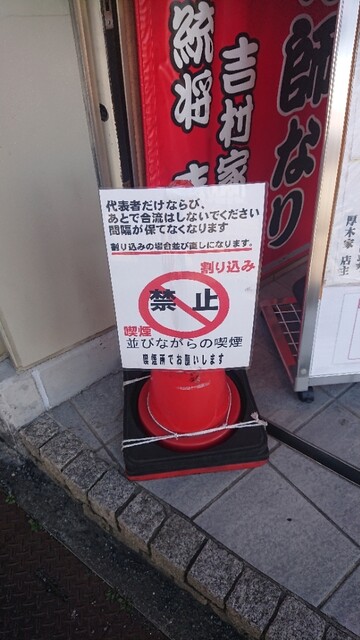 代表者だけならび、
あとで合流はしないでください
間隔が保てなくなります
割り込みの場合並び直しになります。
割り込み
禁止
喫煙
並びながらの喫煙
喫煙所でお願いします
統将
吉村家
師なり
厚木家
店主